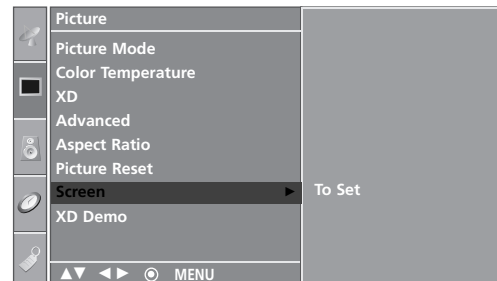 Picture
Picture Mode
Color Temperature
XD
Advanced
Aspect Ratio
Picture Reset
Screen ► To Set
XD Demo
▲▼ ◄► ⦿ MENU